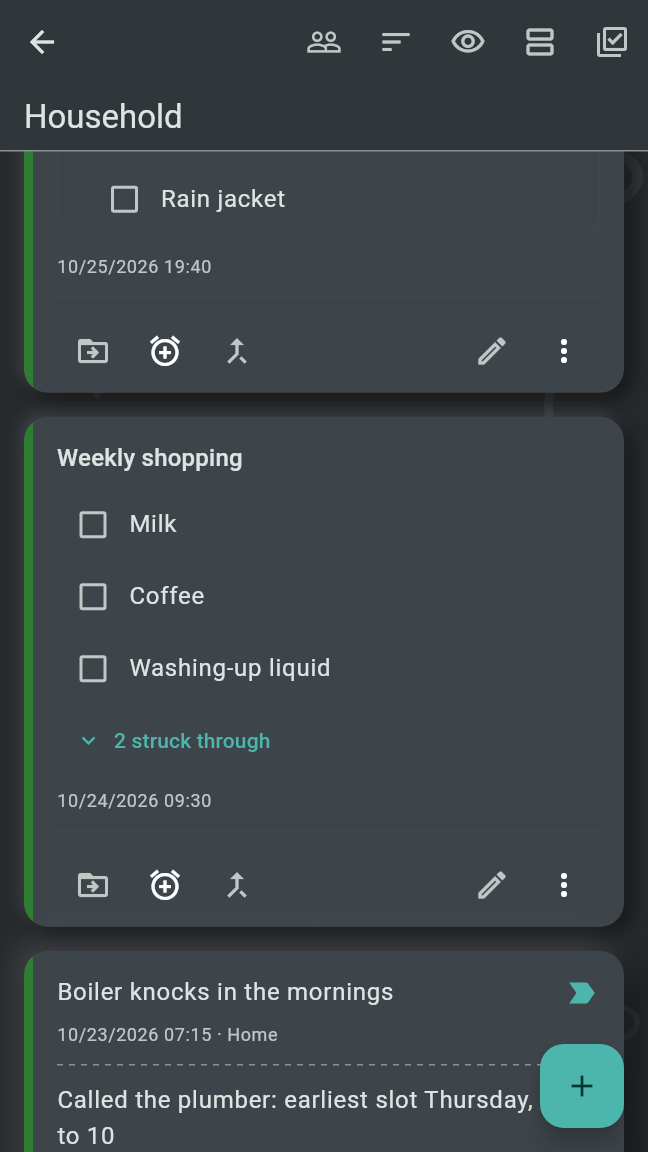 Household
Rain jacket
10/25/2026 19:40
Weekly shopping
Milk
Coffee
Washing-up liquid
2 struck through
10/24/2026 09:30
Boiler knocks in the mornings
10/23/2026 07:15 · Home
Called the plumber: earliest slot Thursday,
to 10